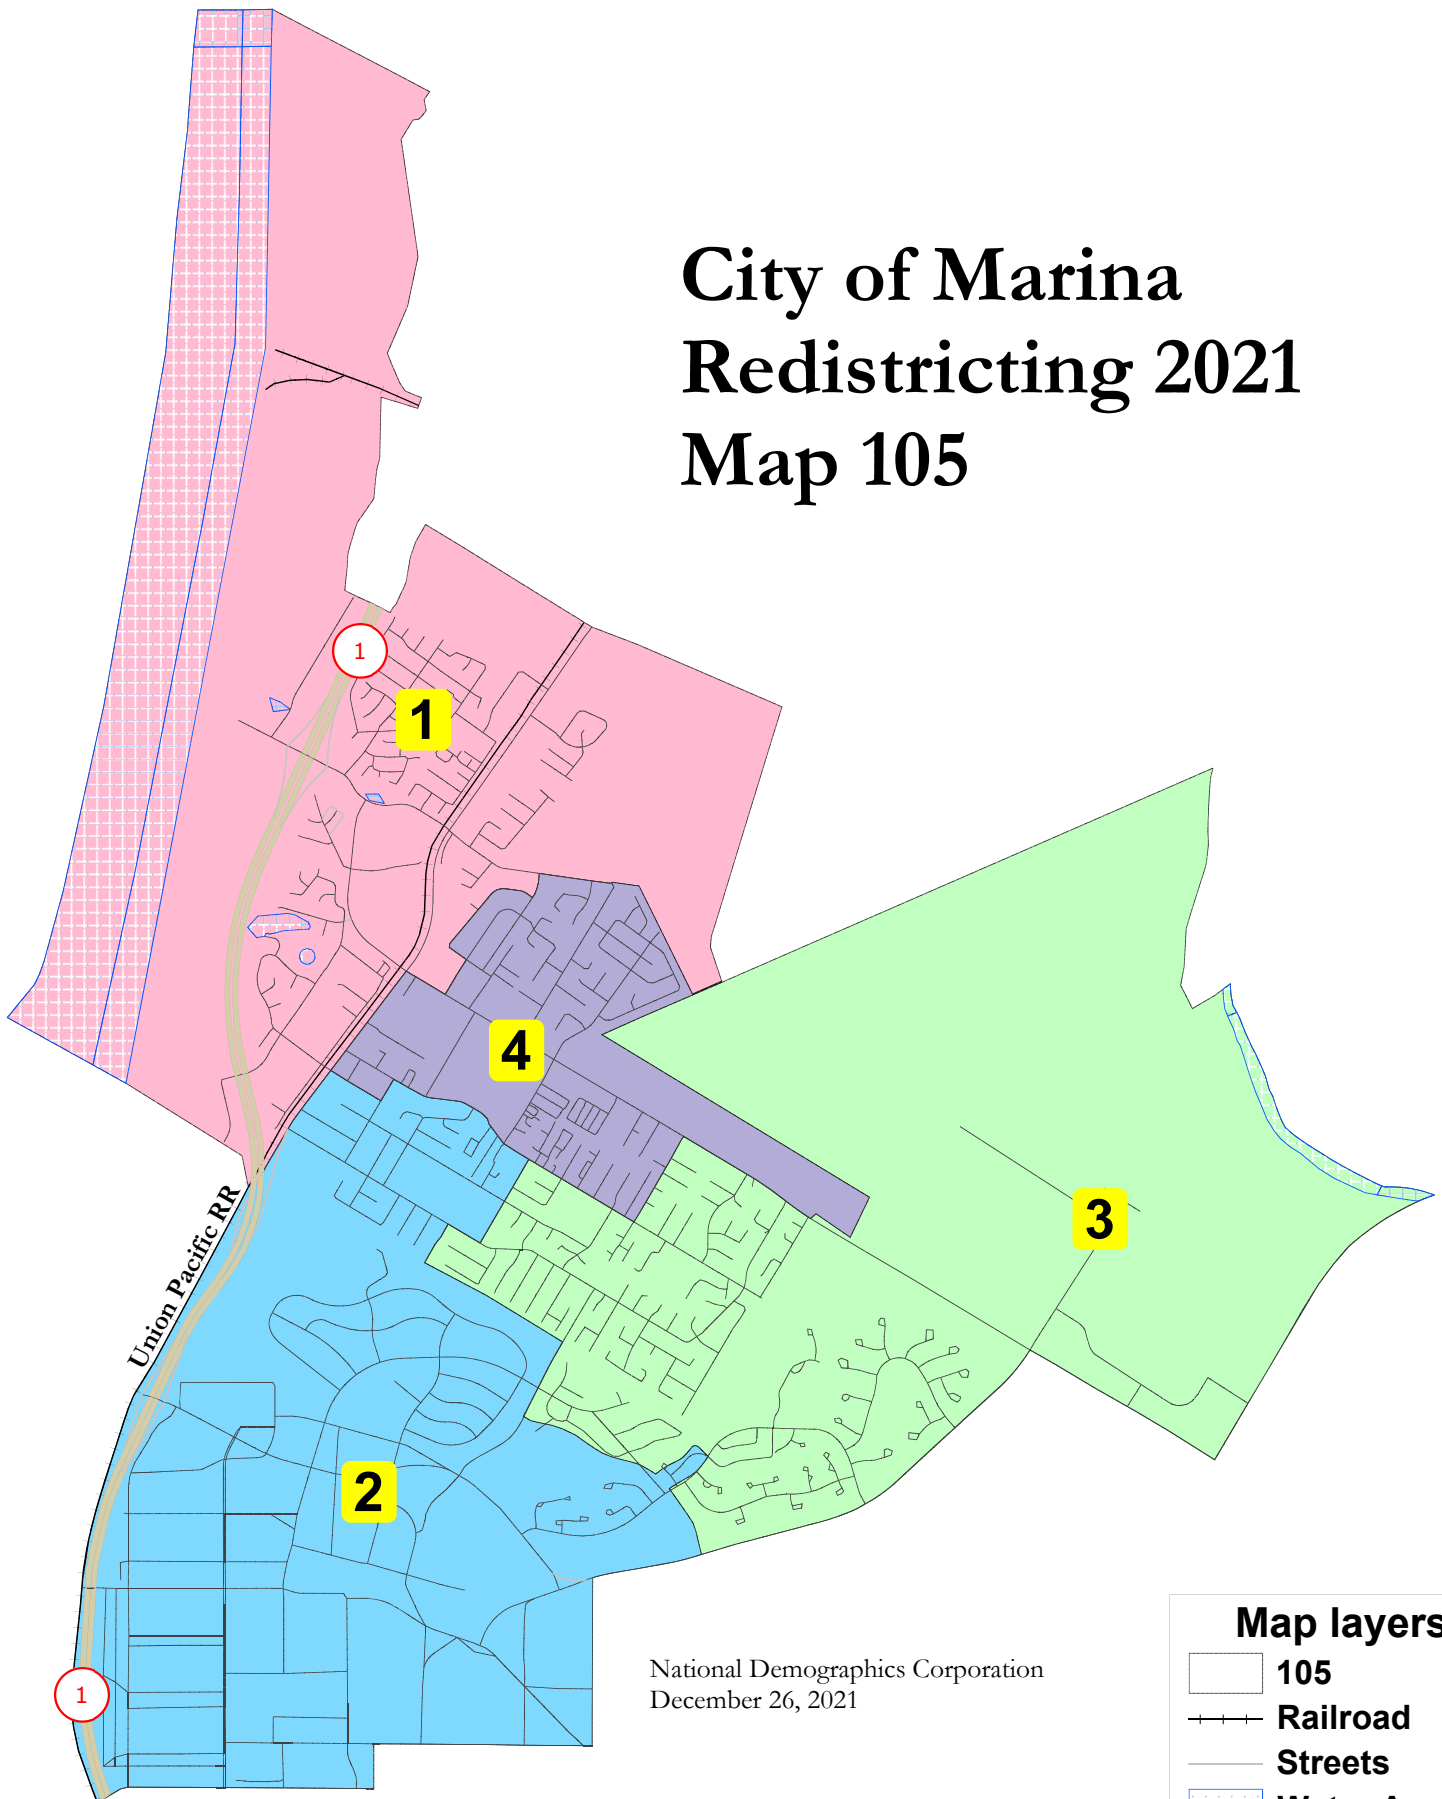 City of Marina
Redistricting 2021
Map 105
1
1
4
3
Union Pacific RR
2
1
National Demographics Corporation
December 26, 2021
Map layers
105
Railroad
Streets